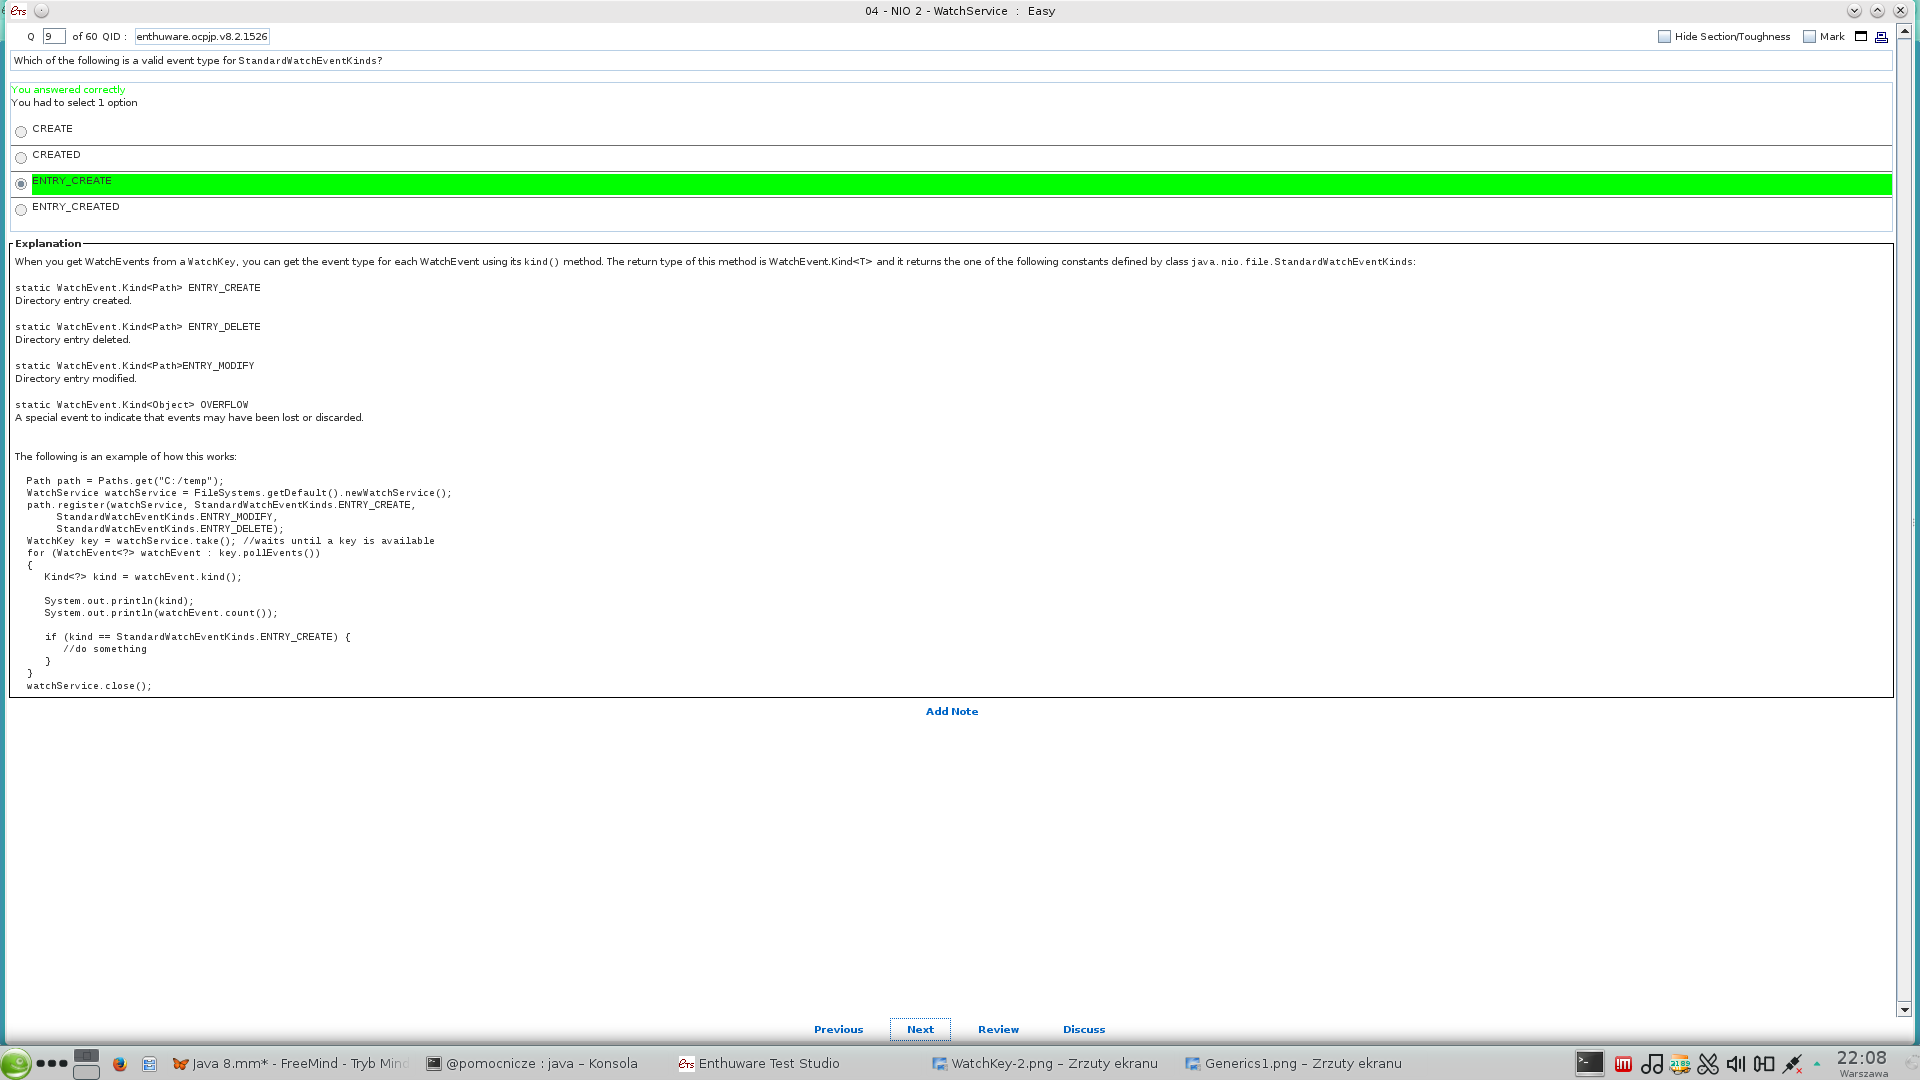 eTs
04 - NIO 2 - WatchService : Easy
Q 9 of 60 QID : enthuware.ocpjp.v8.2.1526
Hide Section/Toughness Mark
Which of the following is a valid event type for StandardWatchEventKinds?
You answered correctly
You had to select 1 option
CREATE
CREATED
ENTRY_CREATE
ENTRY_CREATED
Explanation
When you get WatchEvents from a WatchKey, you can get the event type for each WatchEvent using its kind() method. The return type of this method is WatchEvent.Kind<T> and it returns the one of the following constants defined by class java.nio.file.StandardWatchEventKinds:
static WatchEvent.Kind<Path> ENTRY_CREATE
Directory entry created.
static WatchEvent.Kind<Path> ENTRY_DELETE
Directory entry deleted.
static WatchEvent.Kind<Path>ENTRY_MODIFY
Directory entry modified.
static WatchEvent.Kind<Object> OVERFLOW
A special event to indicate that events may have been lost or discarded.
The following is an example of how this works:
Path path = Paths.get("C:/temp");
WatchService watchService = FileSystems.getDefault().newWatchService();
path.register(watchService, StandardWatchEventKinds.ENTRY_CREATE,
StandardWatchEventKinds.ENTRY_MODIFY,
StandardWatchEventKinds.ENTRY_DELETE);
WatchKey key = watchService.take(); //waits until a key is available
for (WatchEvent<?> watchEvent : key.pollEvents())
{
Kind<?> kind = watchEvent.kind();
System.out.println(kind);
System.out.println(watchEvent.count());
if (kind == StandardWatchEventKinds.ENTRY_CREATE) {
//do something
}
}
watchService.close();
Add Note
Previous Next Review Discuss
Java 8.mm* - FreeMind - Tryb Mind @pomocnicze : java – Konsola eTs Enthuware Test Studio WatchKey-2.png – Zrzuty ekranu Generics1.png – Zrzuty ekranu 22:08
Warszawa